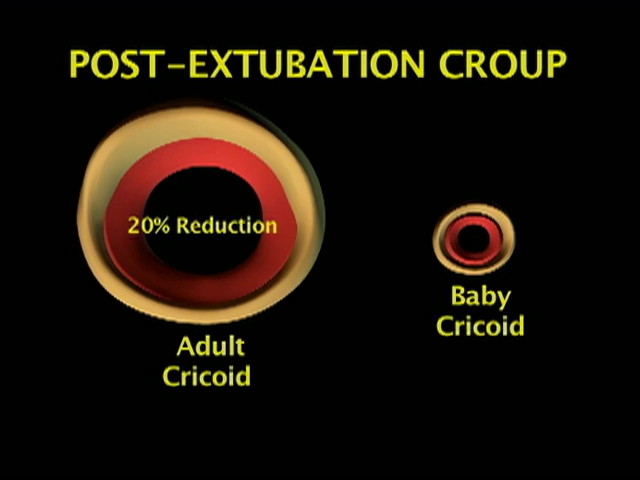 POST-EXTUBATION CROUP
20% Reduction
Adult
Cricoid
Baby
Cricoid